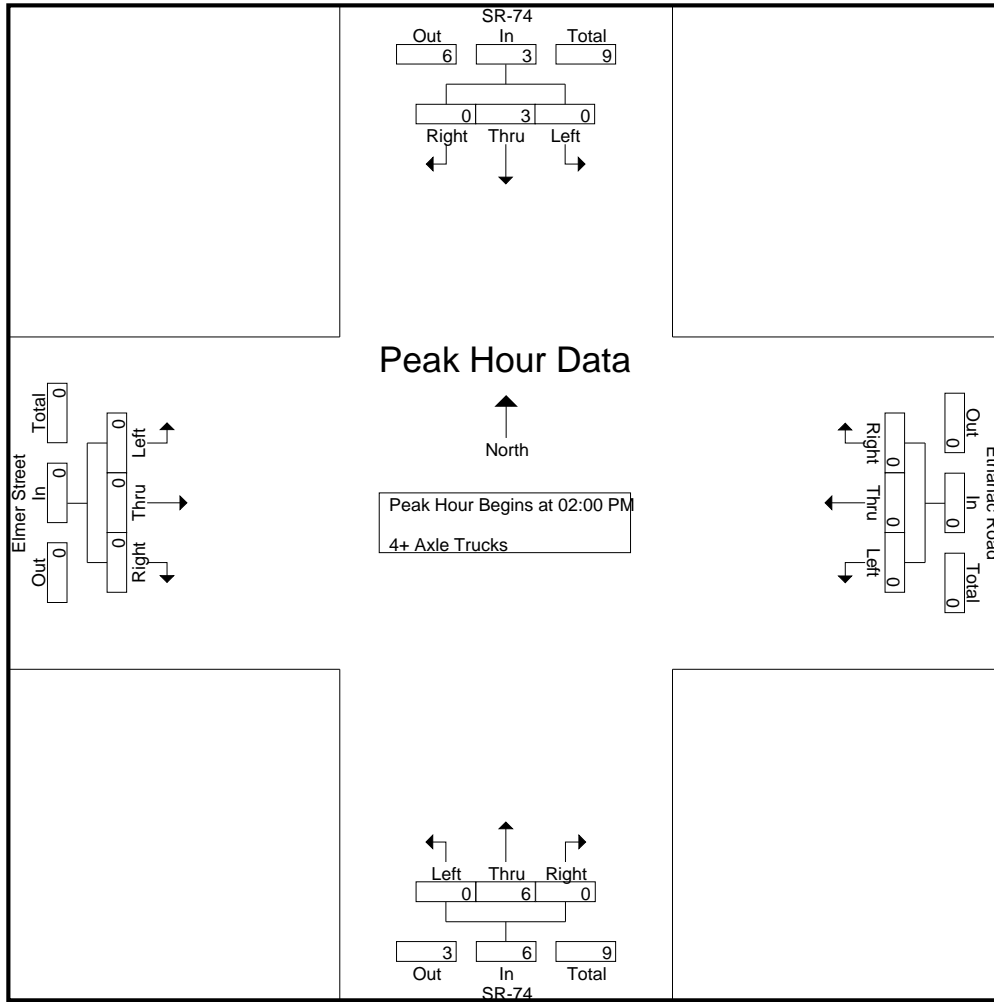 SR-74
Out In Total
6 3 9
0 3 0
Right Thru Left
Peak Hour Data
North
Peak Hour Begins at 02:00 PM
4+ Axle Trucks
Elmer Street
Out In Total
0 0 0
0 0 0
Right Thru Left
Road
Out In Total
0 0 0
0 0 0
Right Thru Left
Left Thru Right
0 6 0
3 6 9
Out In Total
SR-74